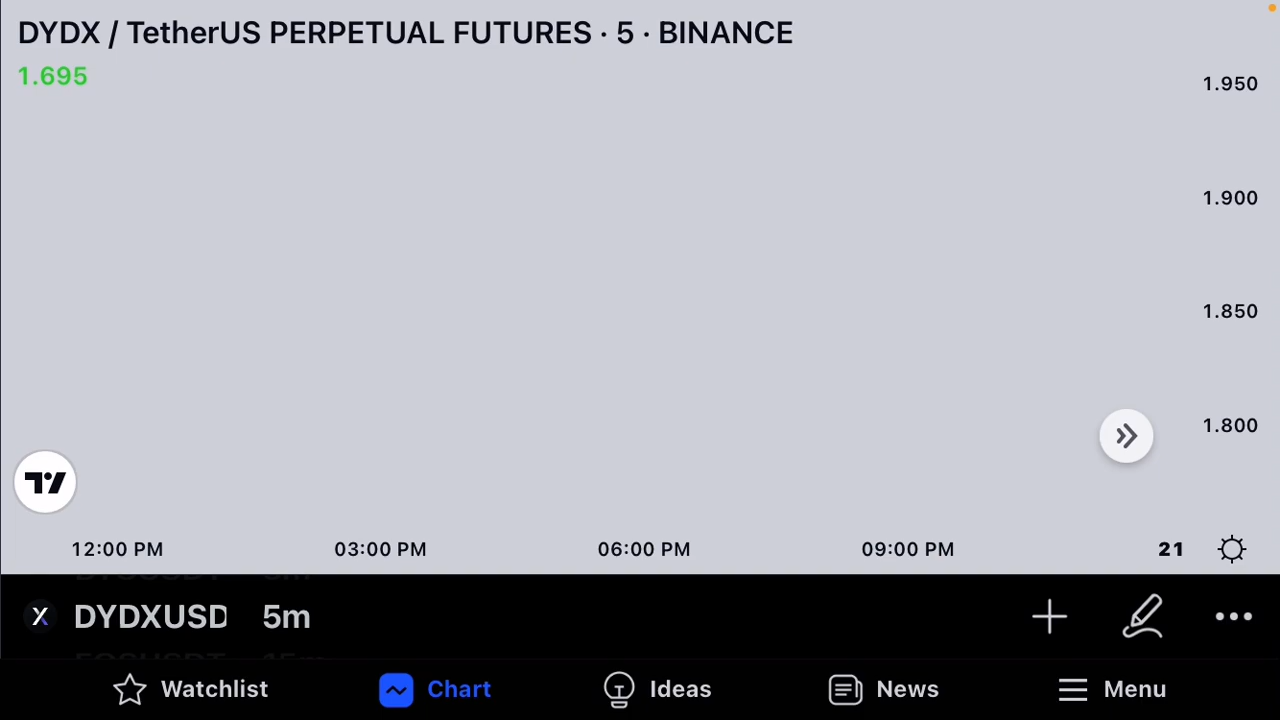 DYDX / TetherUS PERPETUAL FUTURES · 5 · BINANCE
1.695
1.950
1.900
1.850
1.800
12:00 PM 03:00 PM 06:00 PM 09:00 PM 21
DYDXUSD 5m
Watchlist Chart Ideas News Menu